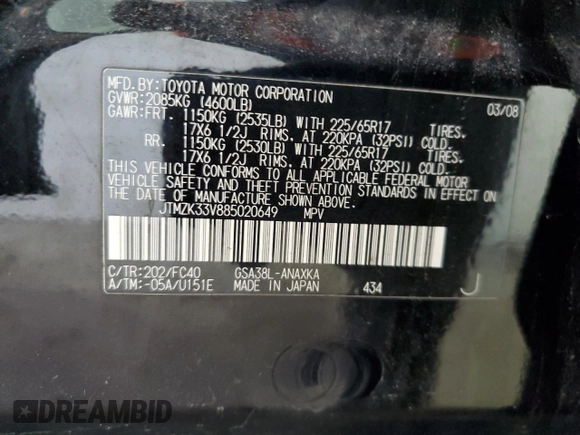 MFD. BY: TOYOTA MOTOR CORPORATION 03/08
GVWR: 2085KG (4600LB)
GAWR: FRT. 1150KG (2535LB) WITH 225/65R17 TIRES,
17X6 1/2J RIMS, AT 220KPA (32PSI) COLD.
RR. 1150KG (2530LB) WITH 225/65R17 TIRES,
17X6 1/2J RIMS, AT 220KPA (32PSI) COLD.
THIS VEHICLE CONFORMS TO ALL APPLICABLE FEDERAL MOTOR
VEHICLE SAFETY AND THEFT PREVENTION STANDARDS IN EFFECT ON
THE DATE OF MANUFACTURE SHOWN ABOVE.
JTMZK33V885020649 MPV
C/TR: 202/FC40 GSA38L-ANAXKA
A/TM: -05A/U151E MADE IN JAPAN 434 J
DREAMBID